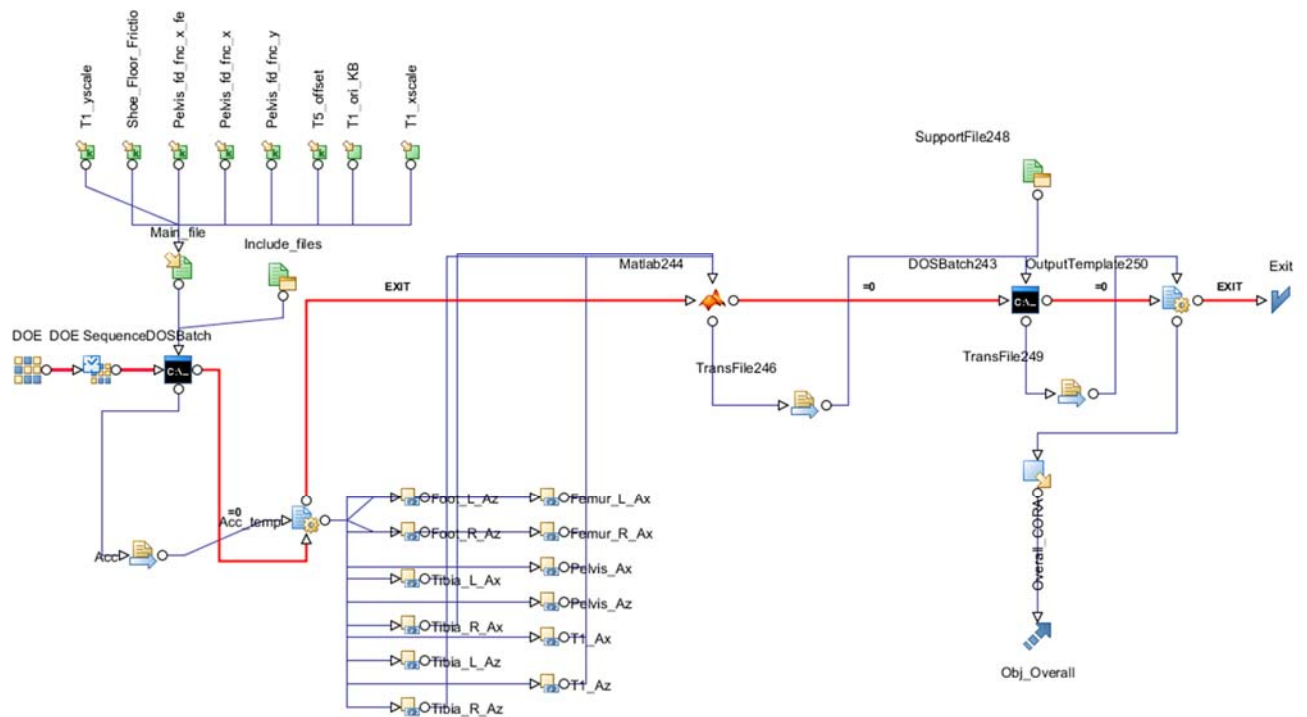 T1_yscale
Shoe_Floor_Frictio
Pelvis_fd_fnc_x_fe
Pelvis_fd_fnc_x
Pelvis_fd_fnc_y
T5_offset
T1_ori_KB
T1_xscale
SupportFile248
Main_file
Include_files
Matlab244
DOSBatch243
OutputTemplate250
Exit
EXIT
=0
=0
EXIT
DOE
DOE Sequence
DOSBatch
C:\_
C:\_
TransFile246
TransFile249
=0
Acc_temp
Acc
Foot_L_Az
Femur_L_Ax
Foot_R_Az
Femur_R_Ax
Pelvis_Ax
Tibia_L_Ax
Pelvis_Az
Tibia_R_Ax
T1_Ax
Tibia_L_Az
T1_Az
Tibia_R_Az
Overall_CORA
Obj_Overall